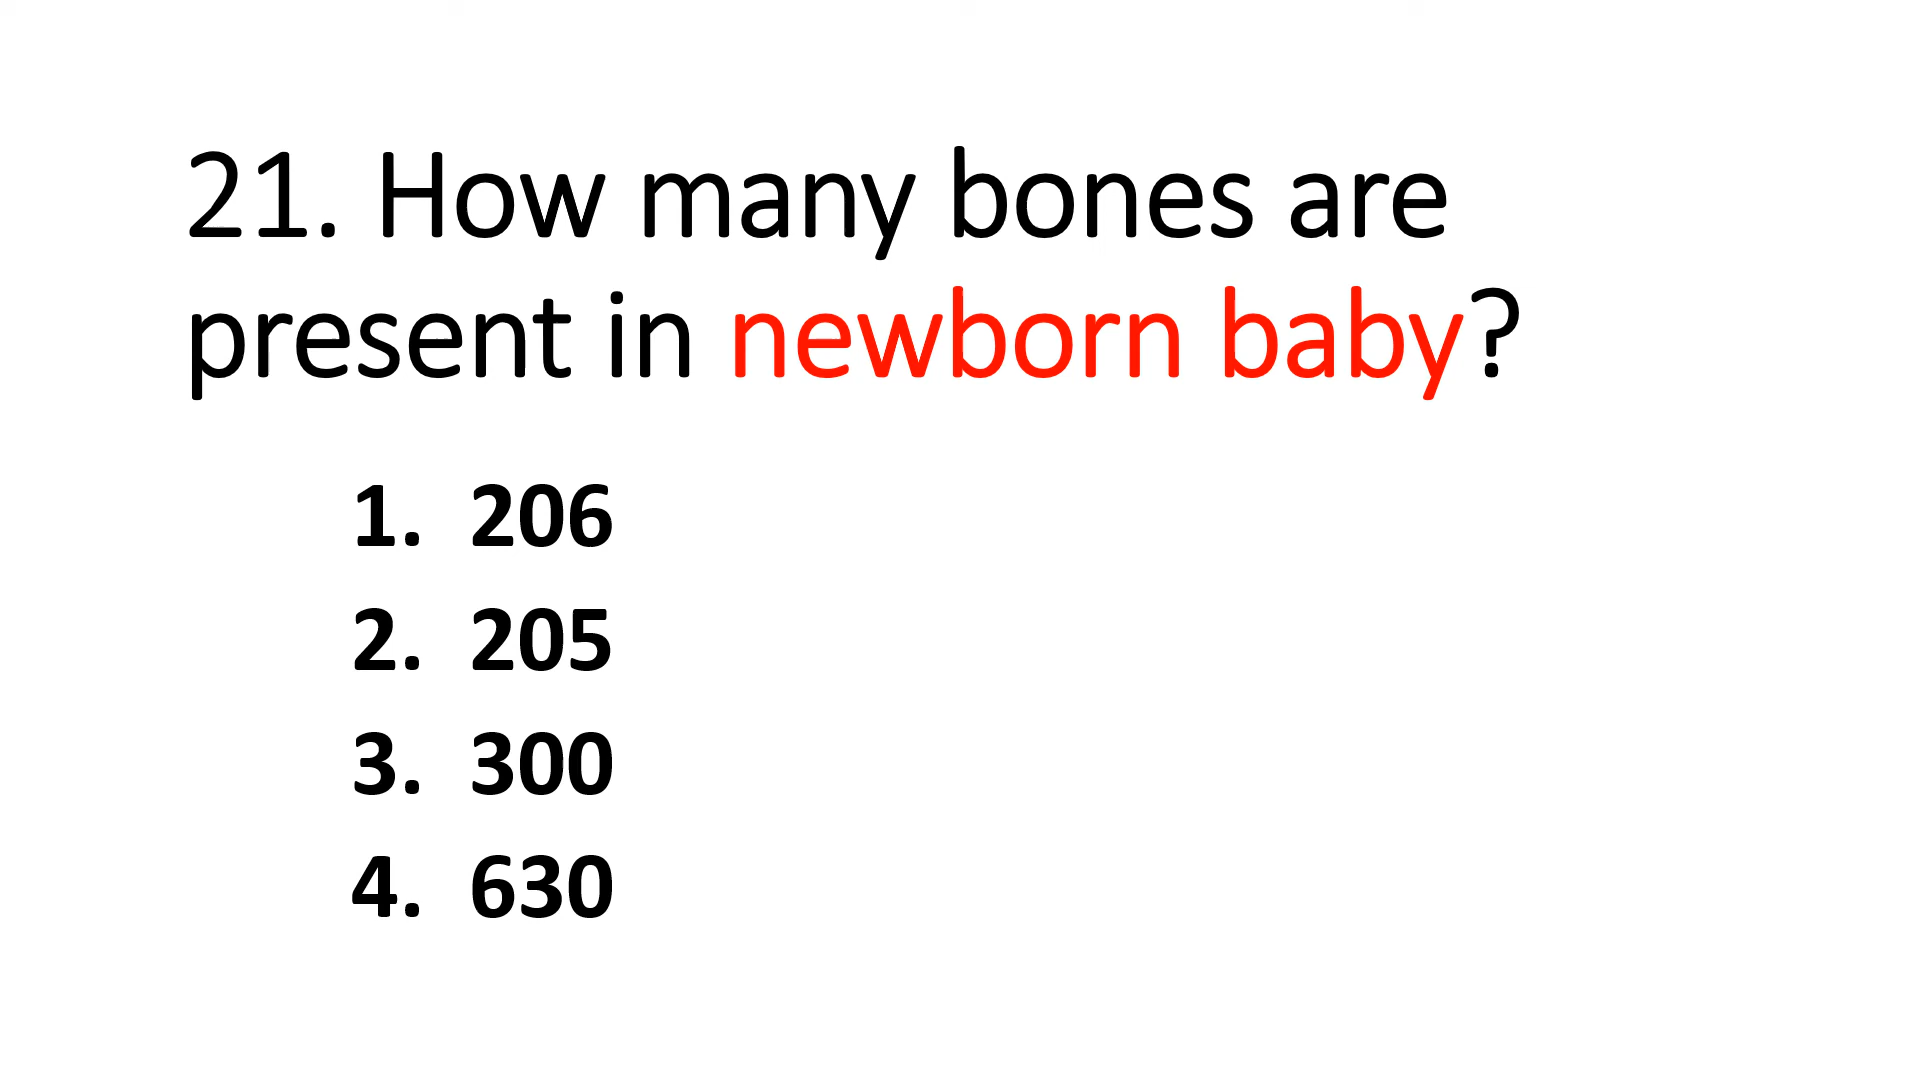 21. How many bones are
present in newborn baby?
1. 206
2. 205
3. 300
4. 630